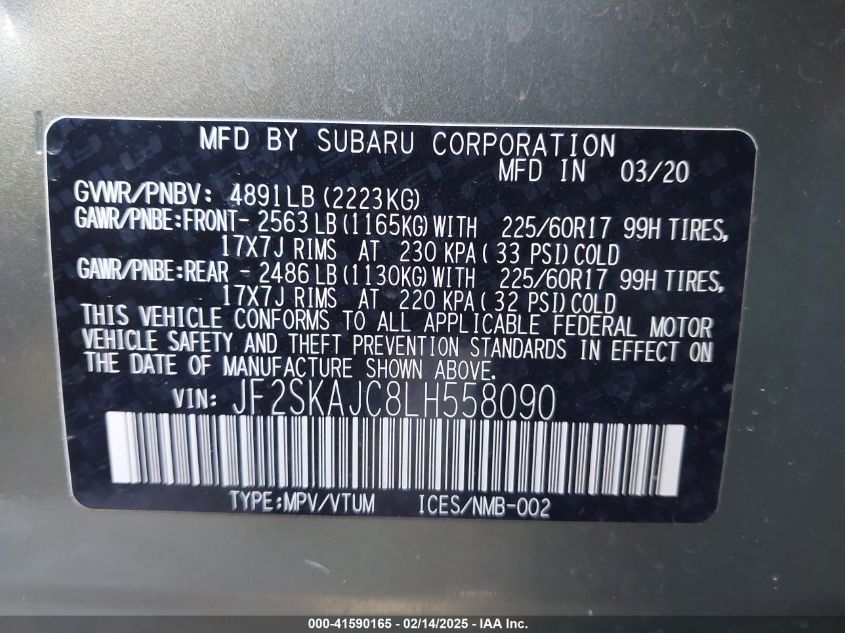 MFD BY SUBARU CORPORATION
MFD IN 03/20
GVWR/PNBV: 4891LB (2223KG)
GAWR/PNBE:FRONT- 2563LB (1165KG) WITH 225/60R17 99H TIRES,
17X7J RIMS AT 230 KPA( 33 PSI)COLD
GAWR/PNBE:REAR - 2486LB (1130KG) WITH 225/60R17 99H TIRES,
17X7J RIMS AT 220 KPA( 32 PSI)COLD
THIS VEHICLE CONFORMS TO ALL APPLICABLE FEDERAL MOTOR
VEHICLE SAFETY AND THEFT PREVENTION STANDARDS IN EFFECT ON
THE DATE OF MANUFACTURE SHOWN ABOVE.
VIN: JF2SKAJC8LH558090
TYPE:MPV/VTUM ICES/NMB-002
000-41590165 - 02/14/2025 - IAA Inc.